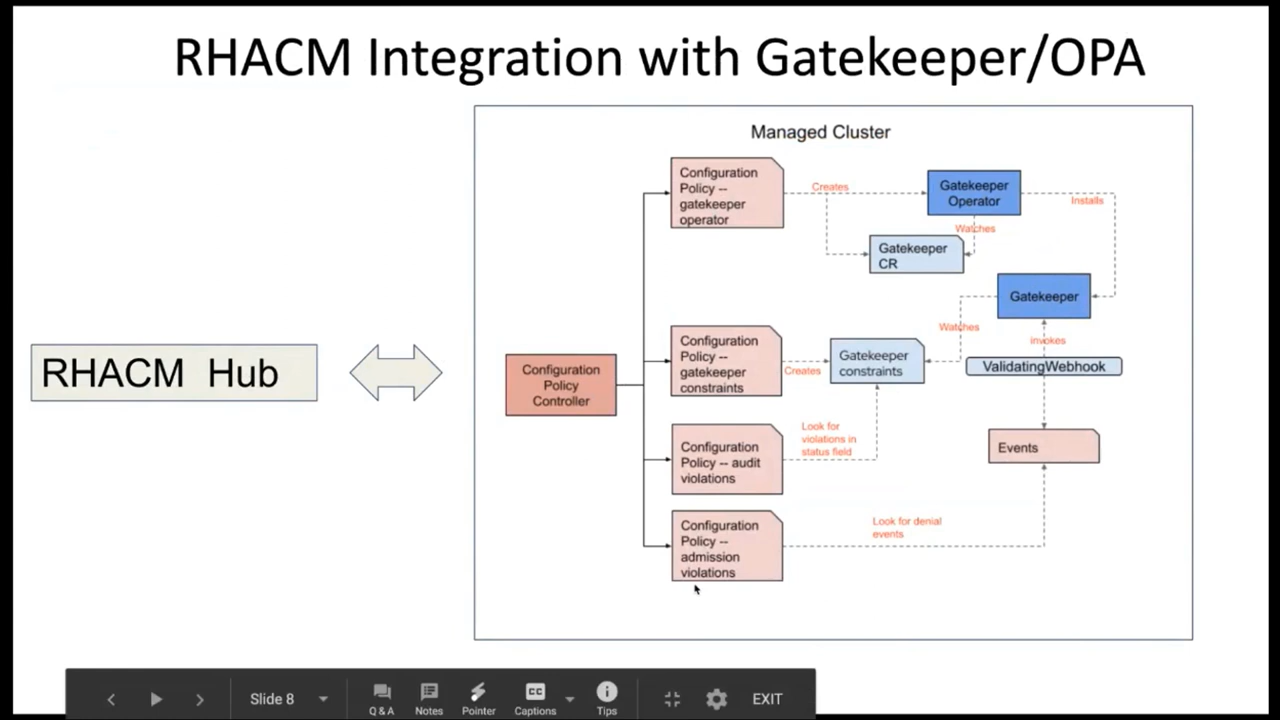 RHACM Integration with Gatekeeper/OPA
Managed Cluster
Configuration
Policy --
gatekeeper
operator
Creates
Gatekeeper
Operator
Installs
Watches
Gatekeeper
CR
Gatekeeper
Watches
invokes
ValidatingWebhook
RHACM Hub
Configuration
Policy
Controller
Configuration
Policy --
gatekeeper
constraints
Creates
Gatekeeper
constraints
Configuration
Policy -- audit
violations
Look for
violations in
status field
Events
Configuration
Policy --
admission
violations
Look for denial
events
Slide 8
Q & A
Notes
Pointer
CC
Captions
Tips
EXIT